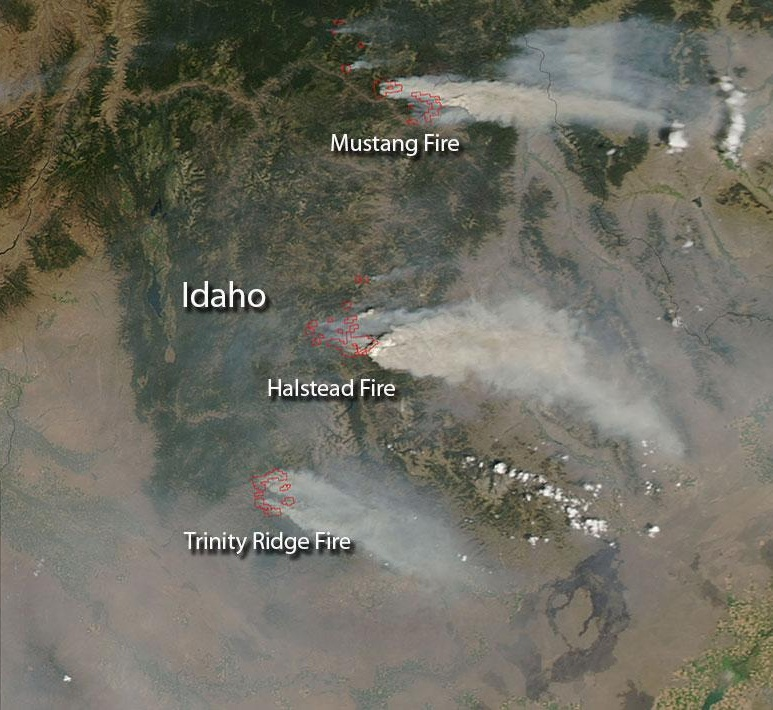 Mustang Fire
Idaho
Halstead Fire
Trinity Ridge Fire